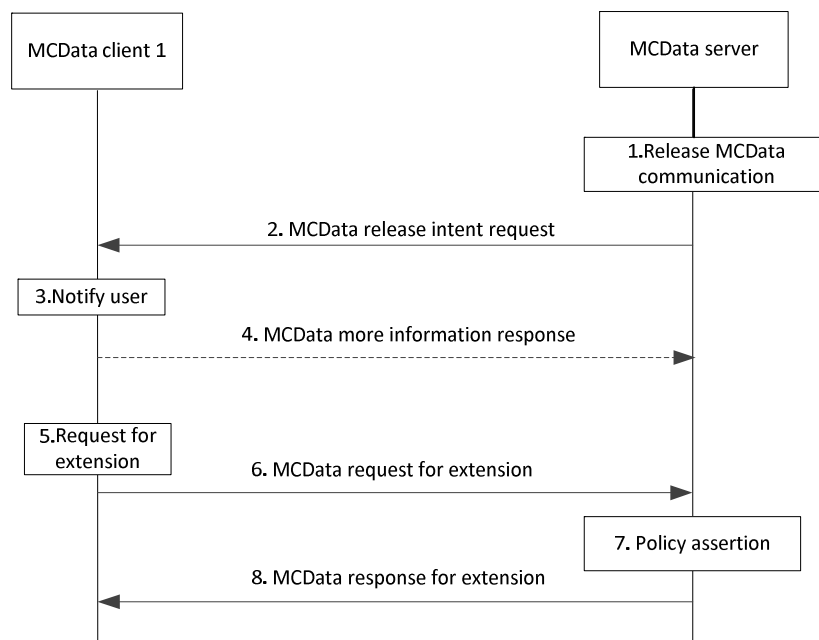 MCData client 1
MCData server
1.Release MCData
communication
2. MCData release intent request
3.Notify user
4. MCData more information response
5.Request for
extension
6. MCData request for extension
7. Policy assertion
8. MCData response for extension